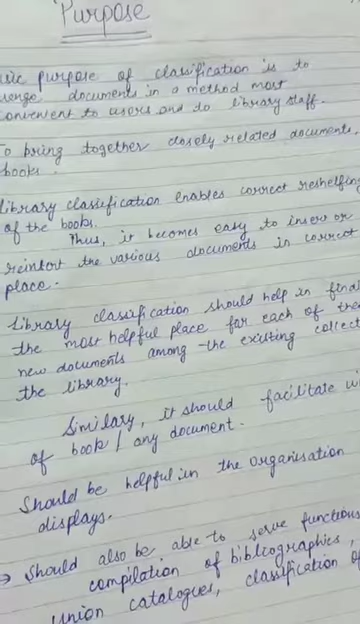 Purpose
purpose of classification is to
documents in a method most
convenient to users and to library staff.
To bring together closely related documents
books.
library classification enables correct reshelfing
of the books.
Thus, it becomes easy to insert or
reinsort the various documents in correct
place.
Library classification should help in find
the most helpful place for each of the
new documents among the existing collect
the library.
Similary, it should facilitate wi
of book / any document.
Should be helpful in the organisation
displays.
→ Should also be able to serve functions
compilation of bibliographies,
union catalogues, classification of